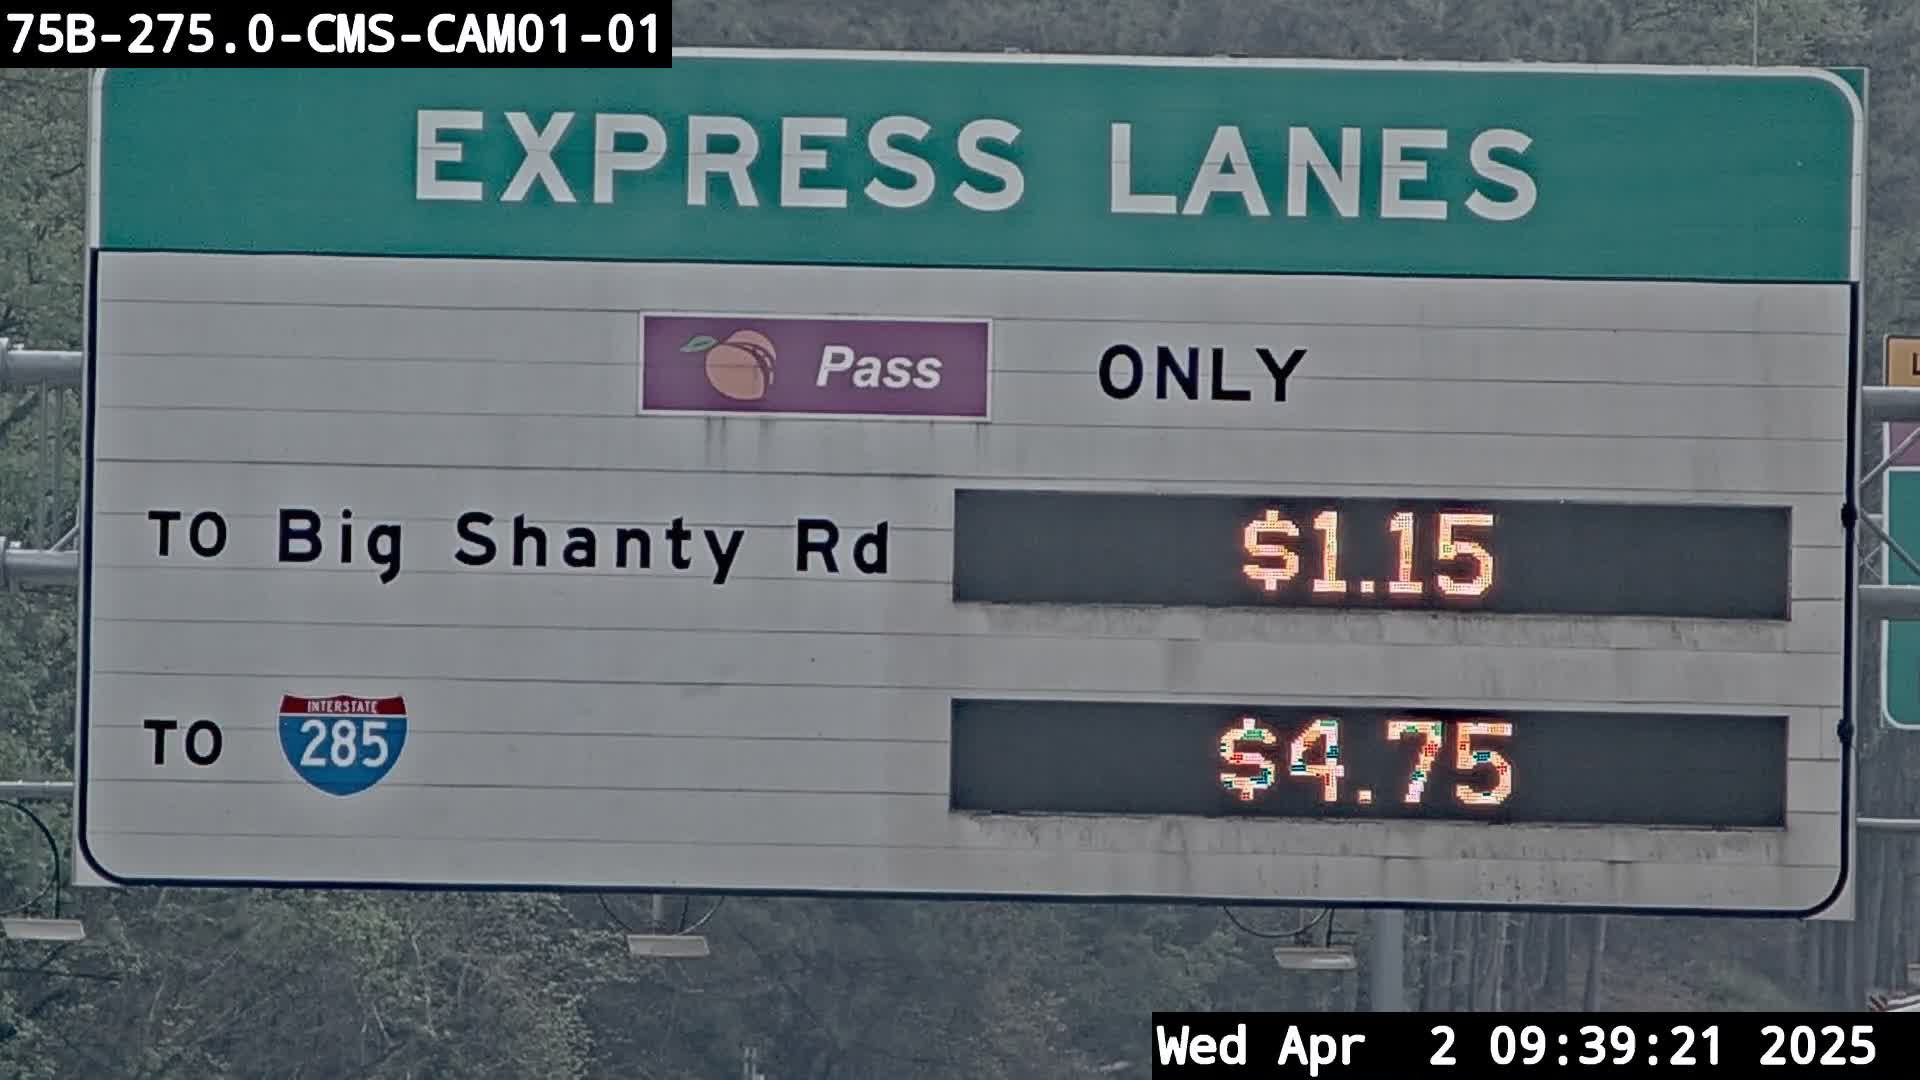 75B-275.0-CMS-CAM01-01
EXPRESS LANES
Pass ONLY
TO Big Shanty Rd $1.15
INTERSTATE
TO 285 $4.75
Wed Apr 2 09:39:21 2025